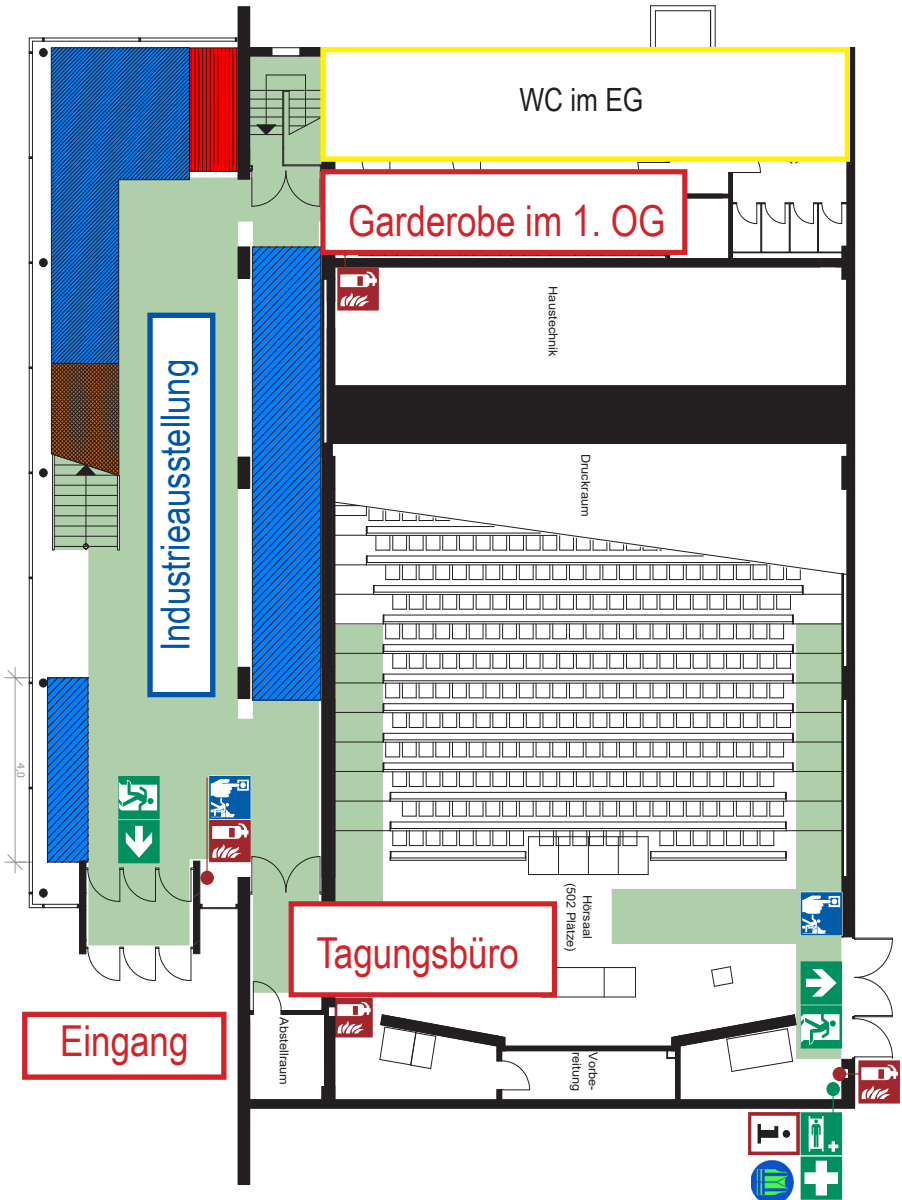 WC im EG
Garderobe im 1. OG
Haustechnik
Industrieausstellung
Druckraum
4,0
Hörsaal
(502 Plätze)
Tagungsbüro
Eingang
Abstellraum
Vorbe-
reitung
i